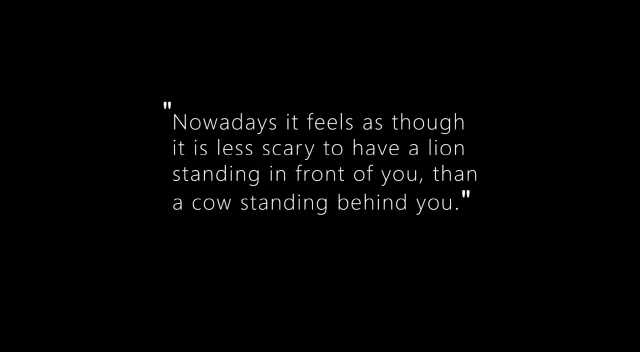 "Nowadays it feels as though
it is less scary to have a lion
standing in front of you, than
a cow standing behind you."